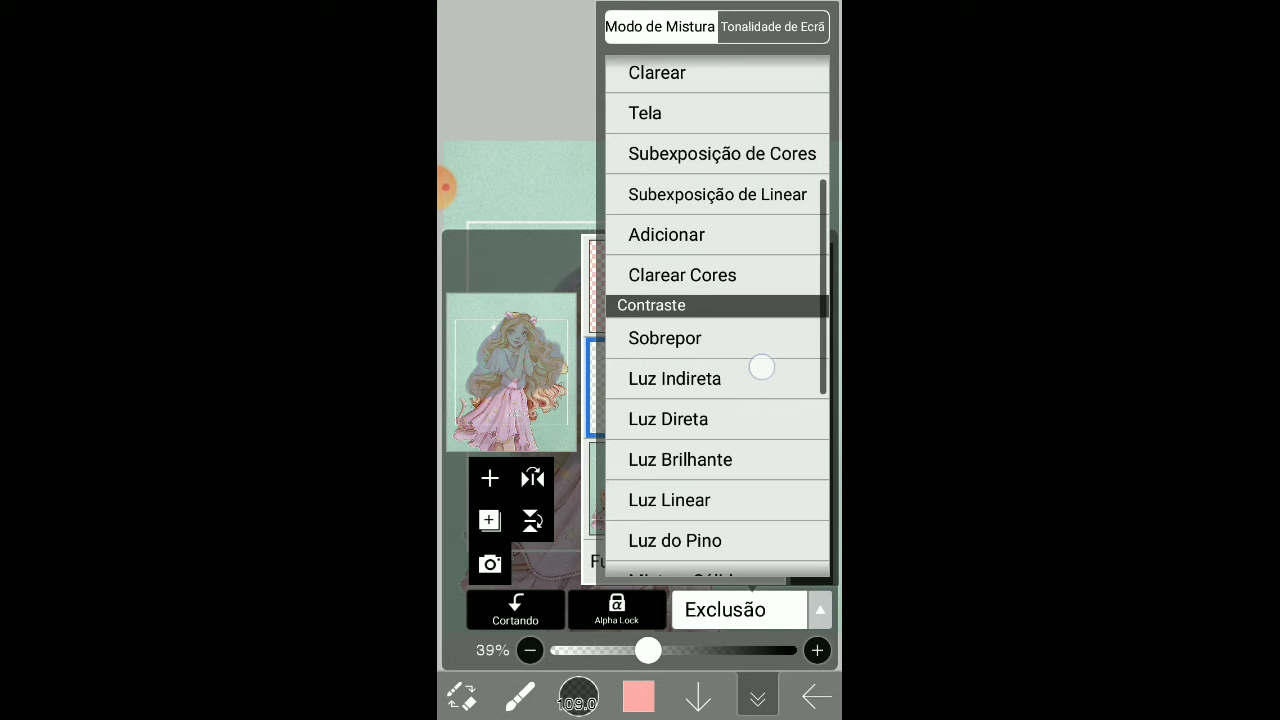 Modo de Mistura
Tonalidade de Ecrã
Clarear
Tela
Subexposição de Cores
Subexposição de Linear
Adicionar
Clarear Cores
Contraste
Sobrepor
Luz Indireta
Luz Direta
Luz Brilhante
Luz Linear
Luz do Pino
Cortando
α
Alpha Lock
Exclusão
39%
109.0